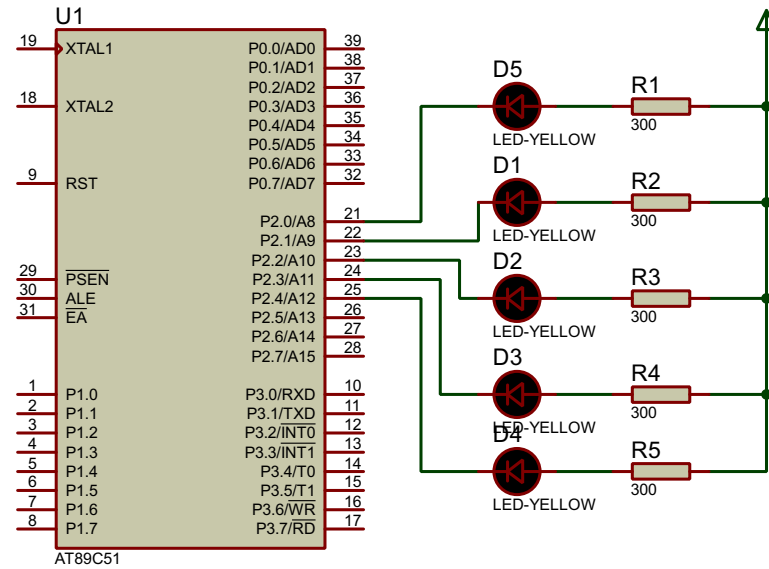 U1
19 XTAL1
18 XTAL2
9 RST
29 PSEN
30 ALE
31 EA
1 P1.0
2 P1.1
3 P1.2
4 P1.3
5 P1.4
6 P1.5
7 P1.6
8 P1.7
P0.0/AD0 39
P0.1/AD1 38
P0.2/AD2 37
P0.3/AD3 36
P0.4/AD4 35
P0.5/AD5 34
P0.6/AD6 33
P0.7/AD7 32
P2.0/A8 21
P2.1/A9 22
P2.2/A10 23
P2.3/A11 24
P2.4/A12 25
P2.5/A13 26
P2.6/A14 27
P2.7/A15 28
P3.0/RXD 10
P3.1/TXD 11
P3.2/INT0 12
P3.3/INT1 13
P3.4/T0 14
P3.5/T1 15
P3.6/WR 16
P3.7/RD 17
AT89C51
D5
LED-YELLOW
R1
300
D1
LED-YELLOW
R2
300
D2
LED-YELLOW
R3
300
D3
LED-YELLOW
R4
300
D4
LED-YELLOW
R5
300